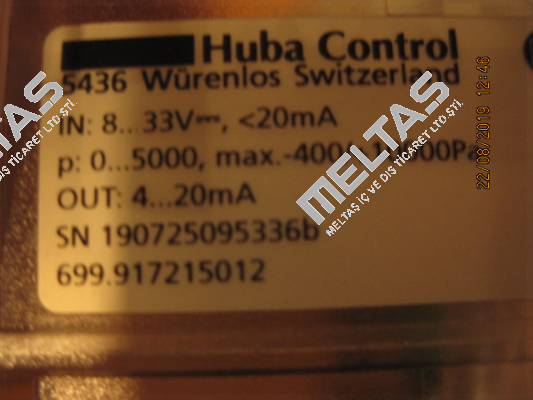 Huba Control
5436 Würenlos Switzerland
IN: 8...33V⎓, <20mA
p: 0...5000, max.-400
OUT: 4...20mA
SN 190725095336b
699.917215012
22/08/2019 12:46
MELTAS
MELTAŞ İÇ VE DIŞ TİCARET LTD.ŞTİ.
MELTAS
MELTAŞ İÇ VE DIŞ TİCARET LTD.ŞTİ.